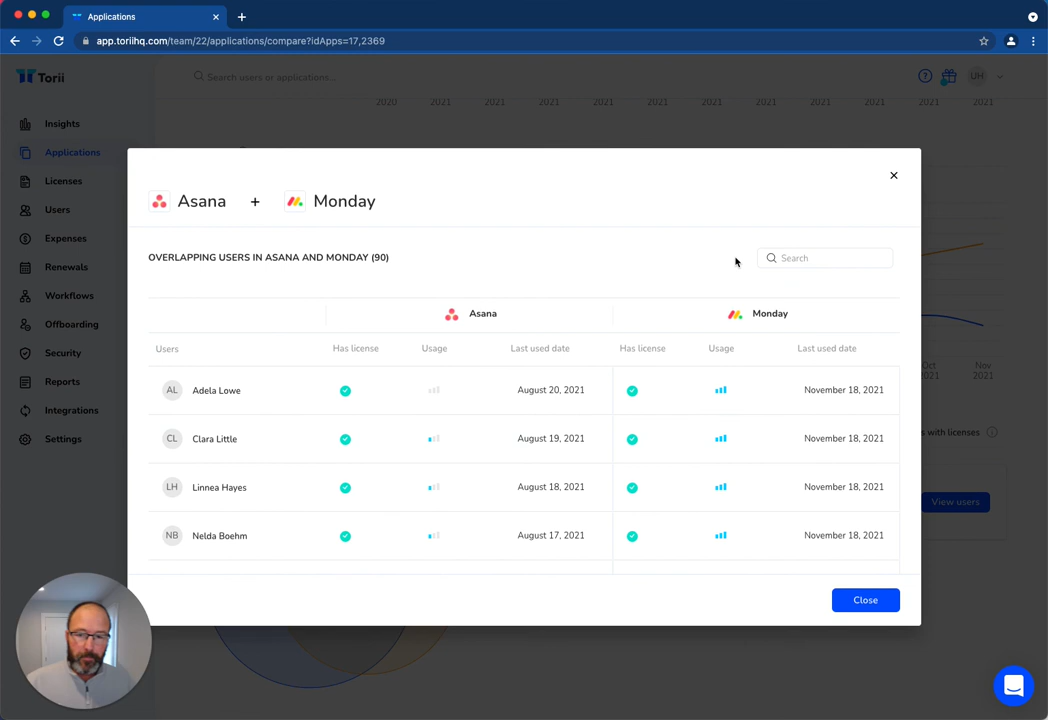 Applications
app.toriihq.com/team/22/applications/compare?idApps=17,2369
Torii
Search users or applications...
UH
2020 2021 2021 2021 2021 2021 2021 2021 2021 2021 2021 2021
Insights
Applications
Licenses
Users
Expenses
Renewals
Workflows
Offboarding
Security
Reports
Integrations
Settings
Asana + Monday
OVERLAPPING USERS IN ASANA AND MONDAY (90)
Search
Asana Monday
Users Has license Usage Last used date Has license Usage Last used date
AL Adela Lowe August 20, 2021 November 18, 2021
CL Clara Little August 19, 2021 November 18, 2021
LH Linnea Hayes August 18, 2021 November 18, 2021
NB Nelda Boehm August 17, 2021 November 18, 2021
Close
Oct Nov
2021 2021
s with licenses
View users